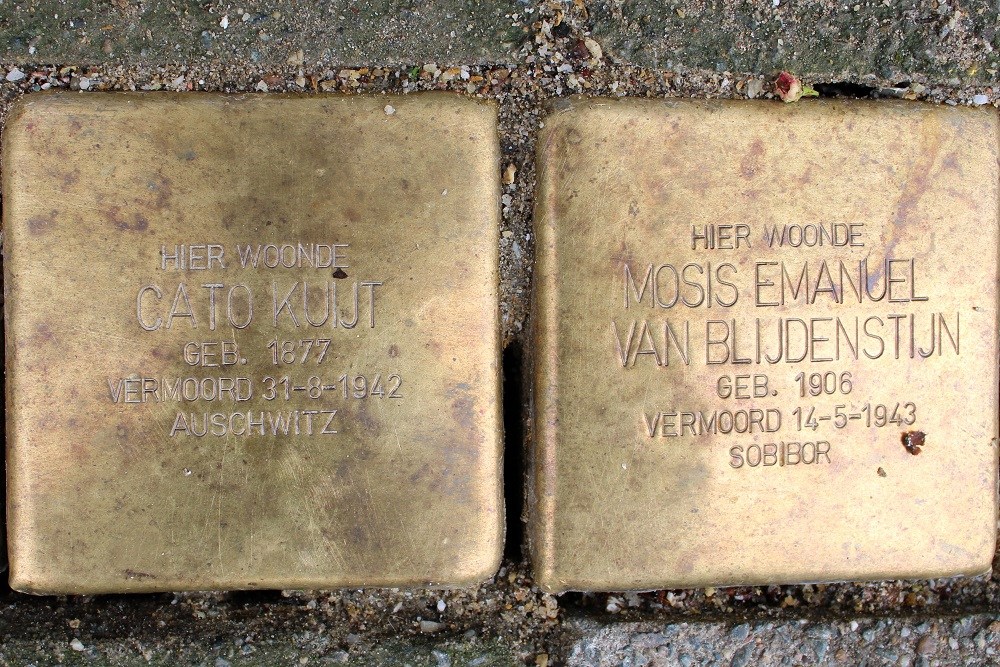 HIER WOONDE
CATO KUIJT
GEB. 1877
VERMOORD 31-8-1942
AUSCHWITZ
HIER WOONDE
MOSIS EMANUEL
VAN BLIJDENSTIJN
GEB. 1906
VERMOORD 14-5-1943
SOBIBOR